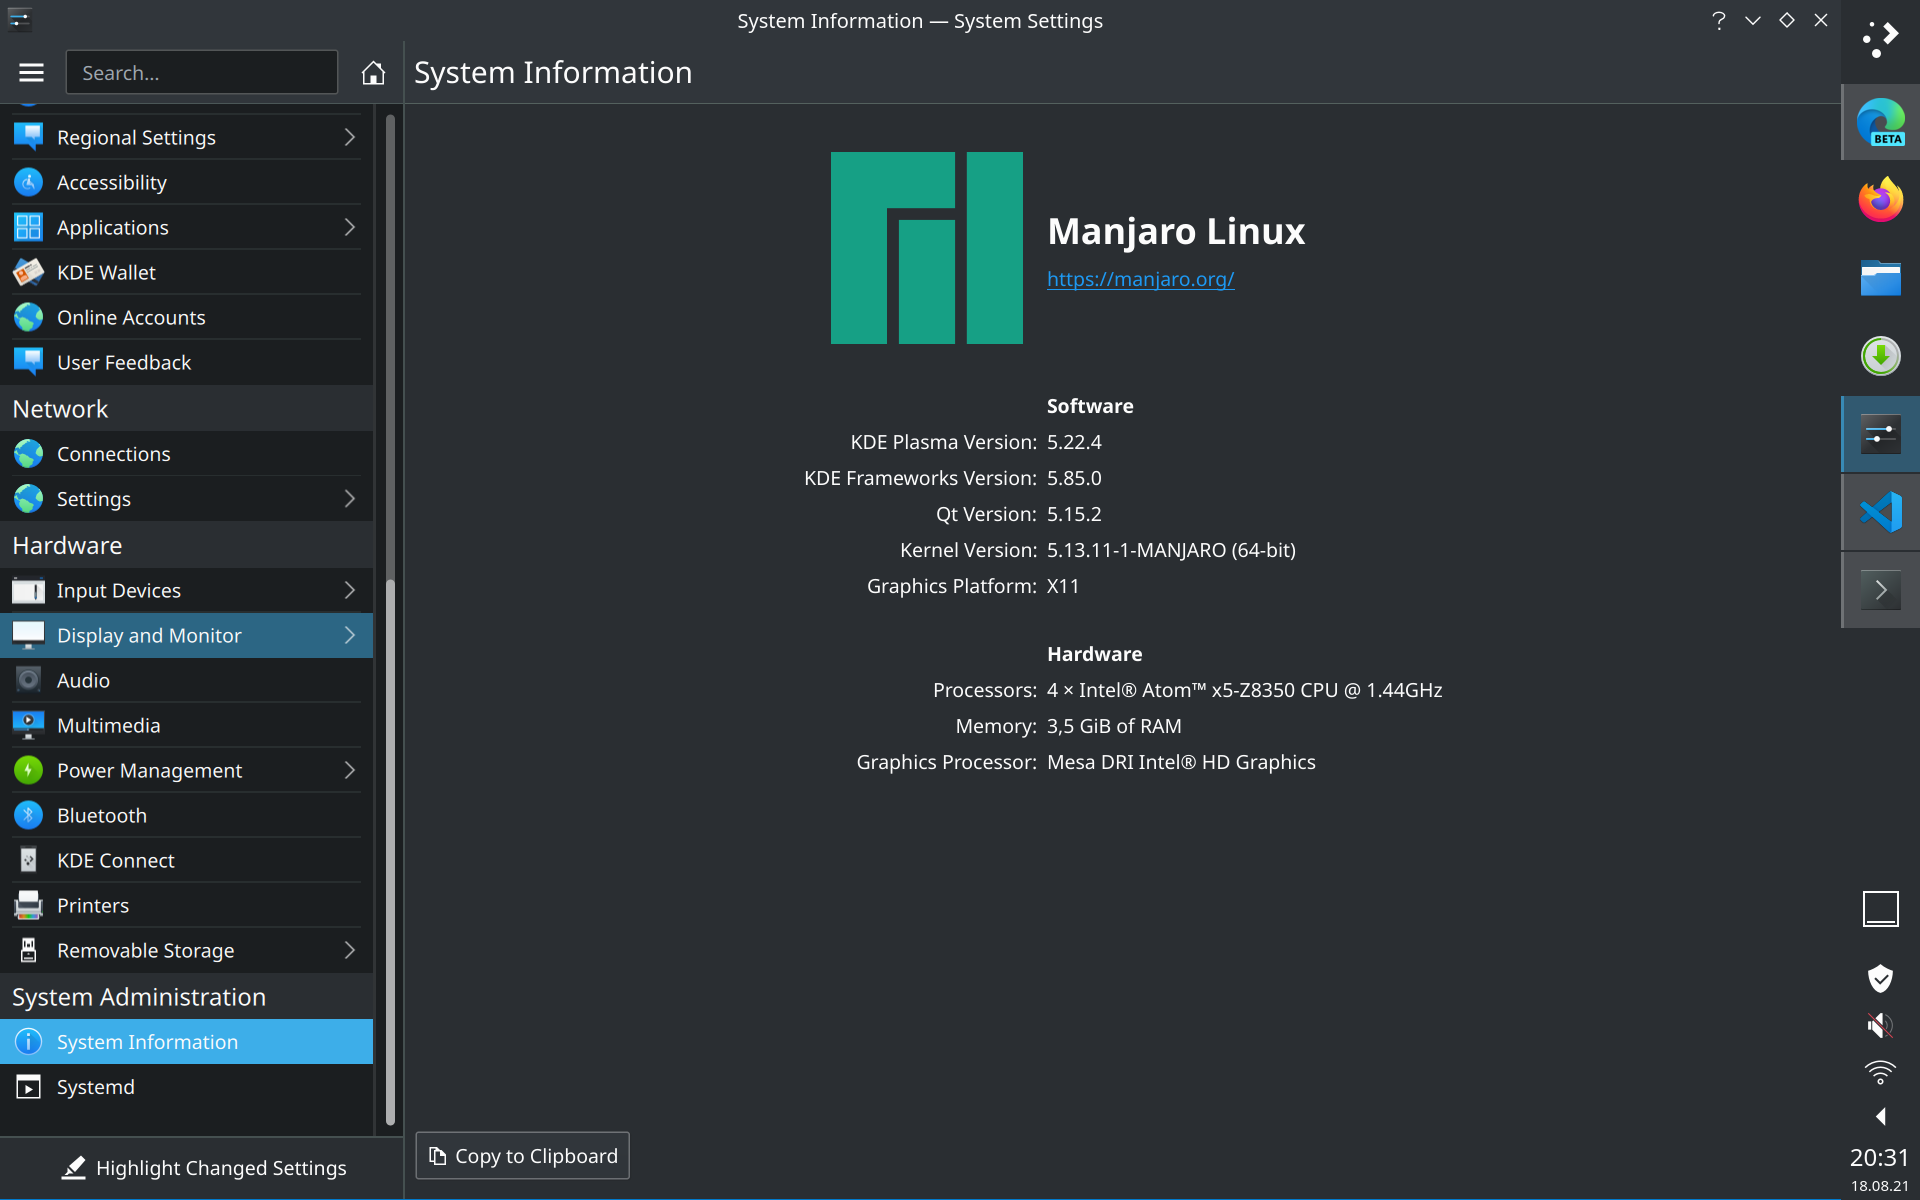 System Information — System Settings
Search...
System Information
Regional Settings
Accessibility
Applications
KDE Wallet
Online Accounts
User Feedback
Network
Connections
Settings
Hardware
Input Devices
Display and Monitor
Audio
Multimedia
Power Management
Bluetooth
KDE Connect
Printers
Removable Storage
System Administration
System Information
Systemd
Highlight Changed Settings
Manjaro Linux
https://manjaro.org/
Software
KDE Plasma Version: 5.22.4
KDE Frameworks Version: 5.85.0
Qt Version: 5.15.2
Kernel Version: 5.13.11-1-MANJARO (64-bit)
Graphics Platform: X11
Hardware
Processors: 4 × Intel® Atom™ x5-Z8350 CPU @ 1.44GHz
Memory: 3,5 GiB of RAM
Graphics Processor: Mesa DRI Intel® HD Graphics
Copy to Clipboard
BETA
20:31
18.08.21